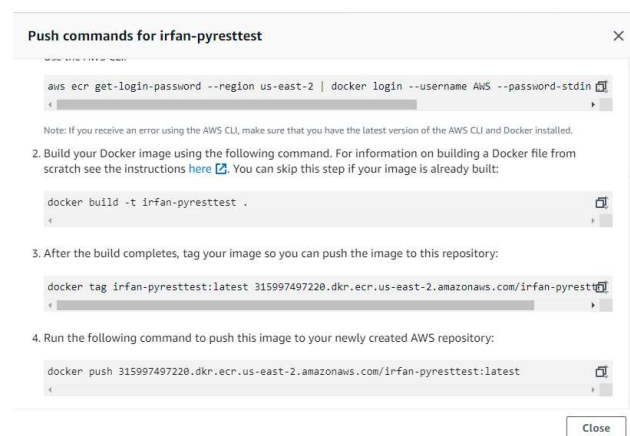 Push commands for irfan-pyresttest
aws ecr get-login-password --region us-east-2 | docker login --username AWS --password-stdin
Note: If you receive an error using the AWS CLI, make sure that you have the latest version of the AWS CLI and Docker installed.
2. Build your Docker image using the following command. For information on building a Docker file from
scratch see the instructions here. You can skip this step if your image is already built:
docker build -t irfan-pyresttest .
3. After the build completes, tag your image so you can push the image to this repository:
docker tag irfan-pyresttest:latest 315997497220.dkr.ecr.us-east-2.amazonaws.com/irfan-pyrestt
4. Run the following command to push this image to your newly created AWS repository:
docker push 315997497220.dkr.ecr.us-east-2.amazonaws.com/irfan-pyresttest:latest
Close